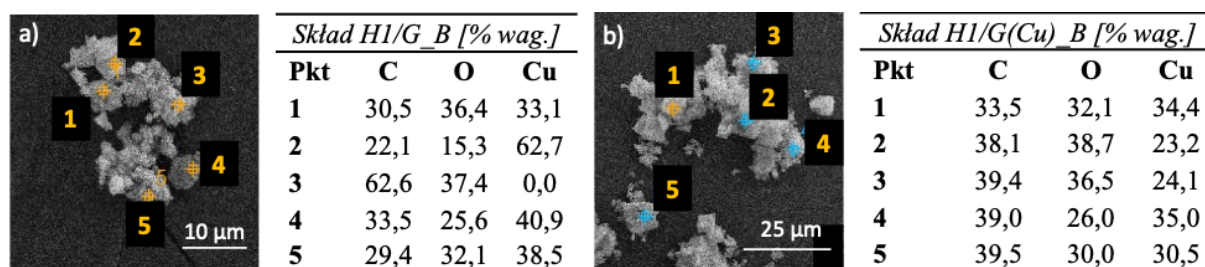 a)
2
3
1
4
5
5
10 µm
Skład H1/G_B [% wag.]
Pkt C O Cu
1 30,5 36,4 33,1
2 22,1 15,3 62,7
3 62,6 37,4 0,0
4 33,5 25,6 40,9
5 29,4 32,1 38,5
b)
3
1
2
4
5
25 µm
Skład H1/G(Cu)_B [% wag.]
Pkt C O Cu
1 33,5 32,1 34,4
2 38,1 38,7 23,2
3 39,4 36,5 24,1
4 39,0 26,0 35,0
5 39,5 30,0 30,5